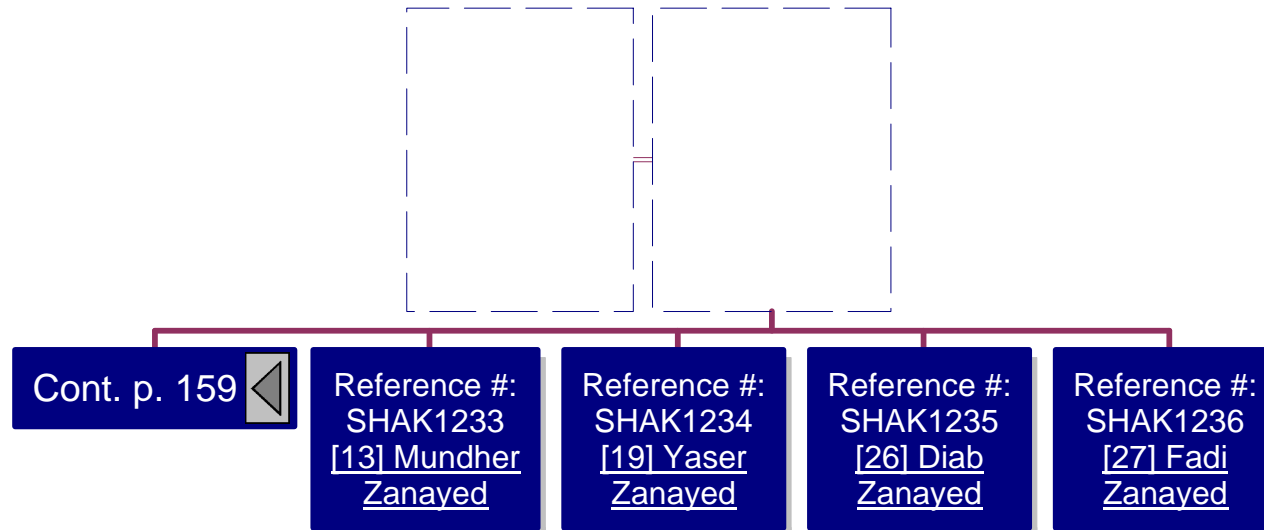 Cont. p. 159
Reference #:
SHAK1233
[13] Mundher
Zanayed
Reference #:
SHAK1234
[19] Yaser
Zanayed
Reference #:
SHAK1235
[26] Diab
Zanayed
Reference #:
SHAK1236
[27] Fadi
Zanayed